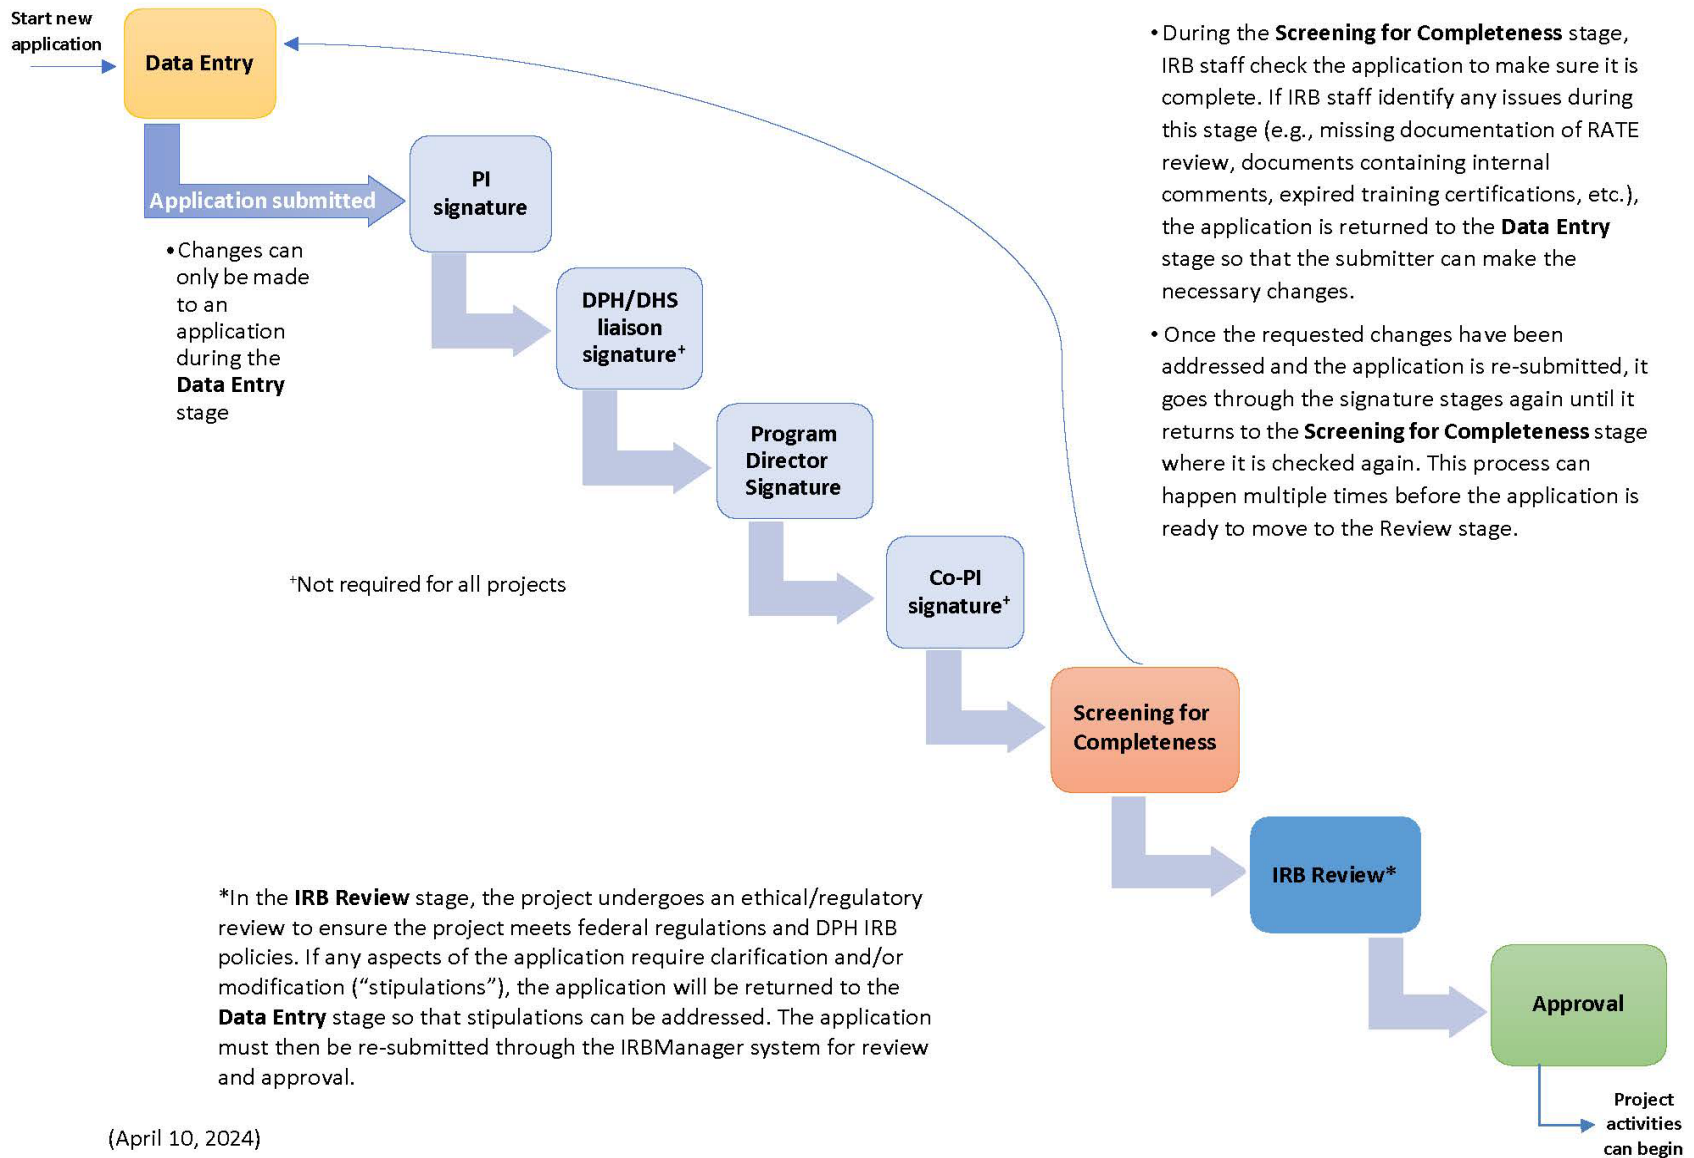 Start new
application
Data Entry
Application submitted
• Changes can
only be made
to an
application
during the
Data Entry
stage
PI
signature
DPH/DHS
liaison
signature⁺
Program
Director
Signature
Co-PI
signature⁺
⁺Not required for all projects
Screening for
Completeness
IRB Review*
Approval
Project
activities
can begin
• During the Screening for Completeness stage,
IRB staff check the application to make sure it is
complete. If IRB staff identify any issues during
this stage (e.g., missing documentation of RATE
review, documents containing internal
comments, expired training certifications, etc.),
the application is returned to the Data Entry
stage so that the submitter can make the
necessary changes.
• Once the requested changes have been
addressed and the application is re-submitted, it
goes through the signature stages again until it
returns to the Screening for Completeness stage
where it is checked again. This process can
happen multiple times before the application is
ready to move to the Review stage.
*In the IRB Review stage, the project undergoes an ethical/regulatory
review to ensure the project meets federal regulations and DPH IRB
policies. If any aspects of the application require clarification and/or
modification (“stipulations”), the application will be returned to the
Data Entry stage so that stipulations can be addressed. The application
must then be re-submitted through the IRBManager system for review
and approval.
(April 10, 2024)